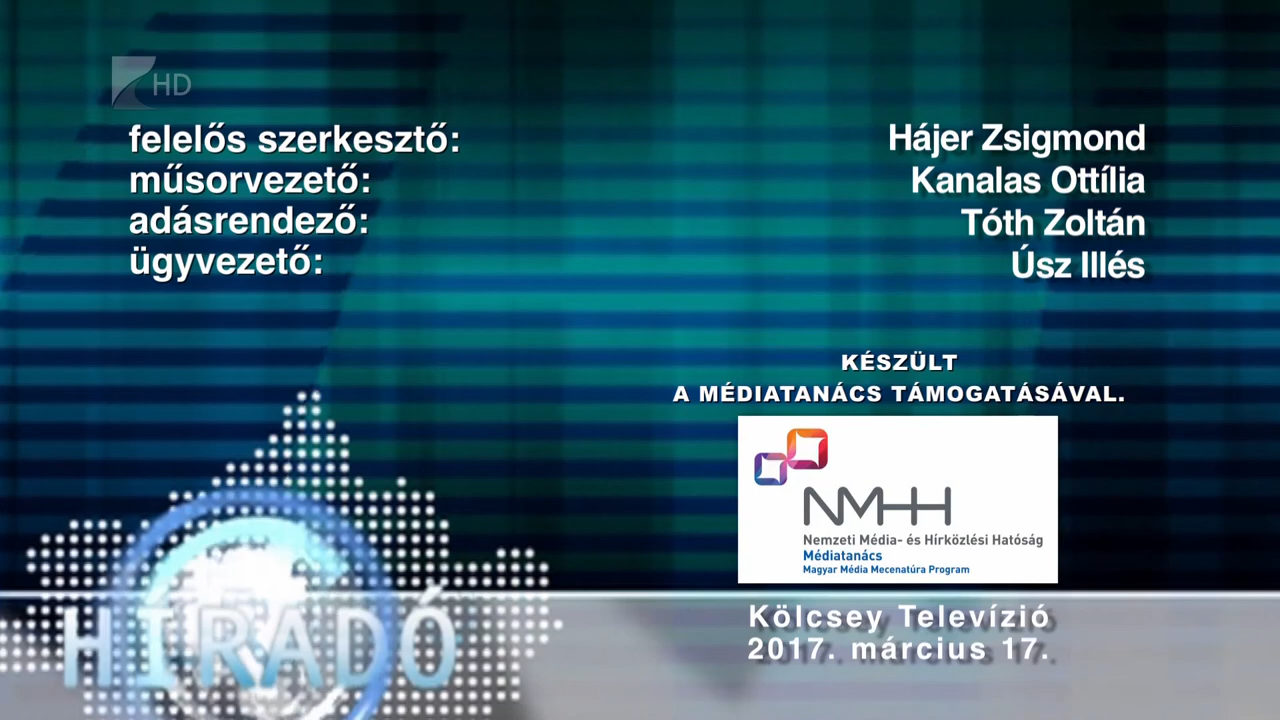 HD
felelős szerkesztő: Hájer Zsigmond
műsorvezető: Kanalas Ottília
adásrendező: Tóth Zoltán
ügyvezető: Úsz Illés
KÉSZÜLT
A MÉDIATANÁCS TÁMOGATÁSÁVAL.
NMHH
Nemzeti Média- és Hírközlési Hatóság
Médiatanács
Magyar Média Mecenatúra Program
HÍRADÓ
Kölcsey Televízió
2017. március 17.